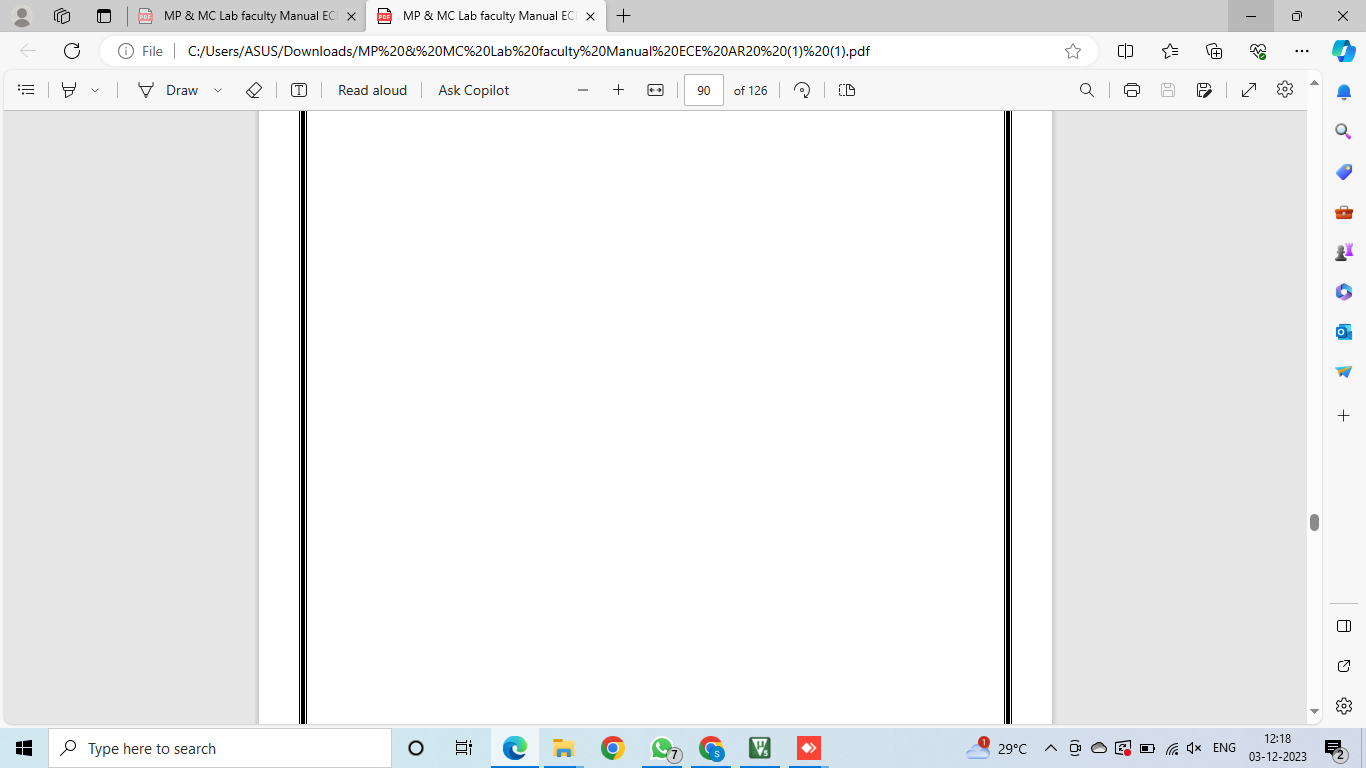 MP & MC Lab faculty Manual EC
MP & MC Lab faculty Manual EC
File
C:/Users/ASUS/Downloads/MP%20&%20MC%20Lab%20faculty%20Manual%20ECE%20AR20%20(1)%20(1).pdf
Draw
Read aloud
Ask Copilot
90
of 126
Type here to search
7
S
1
29°C
ENG
12:18
03-12-2023
2